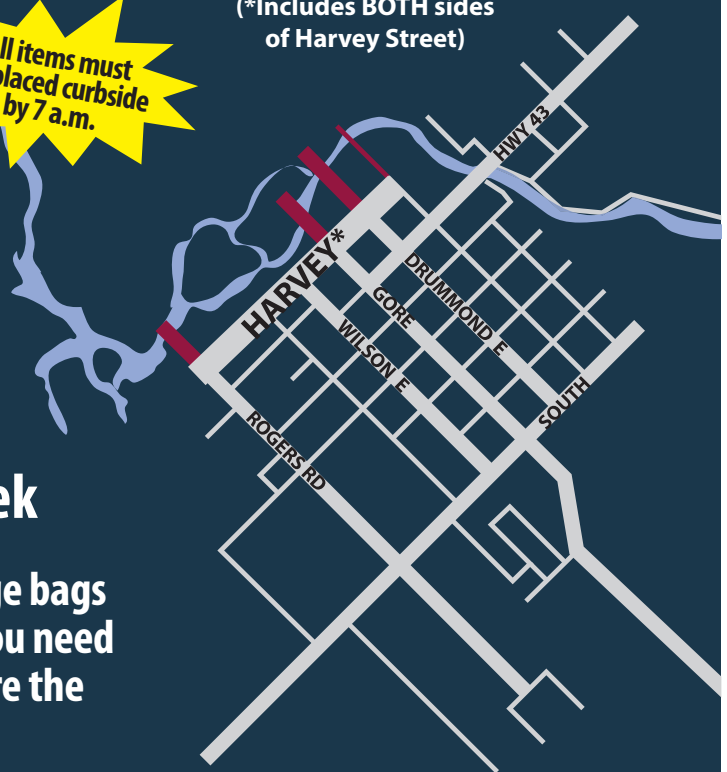 (*Includes BOTH sides
of Harvey Street)
ll items must
placed curbside
by 7 a.m.
HWY 43
HARVEY*
DRUMMOND E
GORE
WILSON E
SOUTH
ROGERS RD
ek
ge bags
ou need
re the